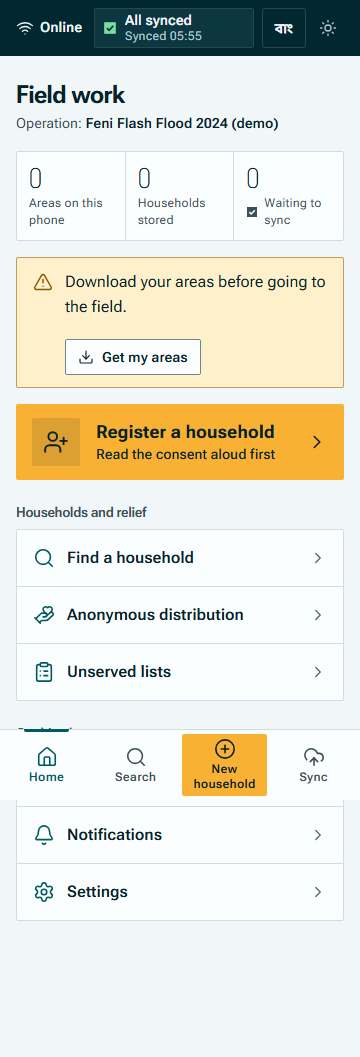 Online
All synced
Synced 05:55
বাং
Field work
Operation: Feni Flash Flood 2024 (demo)
0
Areas on this
phone
0
Households
stored
0
Waiting to
sync
Download your areas before going to
the field.
Get my areas
Register a household
Read the consent aloud first
Households and relief
Find a household
Anonymous distribution
Unserved lists
Home
Search
New
household
Sync
Notifications
Settings